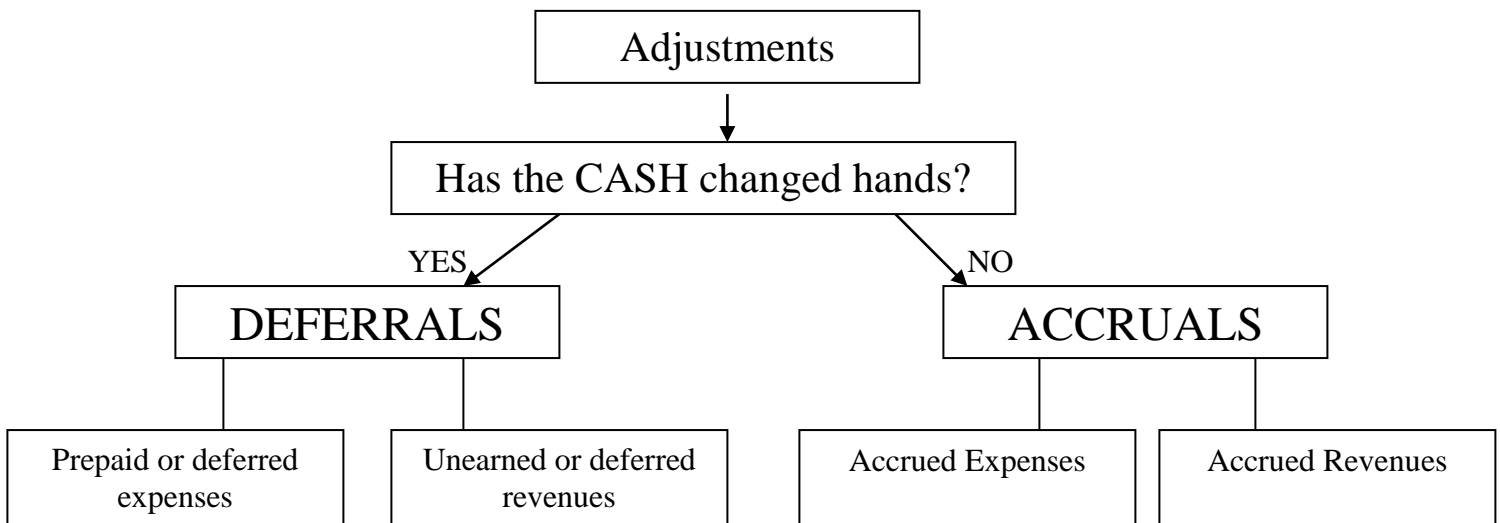 Adjustments
Has the CASH changed hands?
YES
NO
DEFERRALS
ACCRUALS
Prepaid or deferred
expenses
Unearned or deferred
revenues
Accrued Expenses
Accrued Revenues